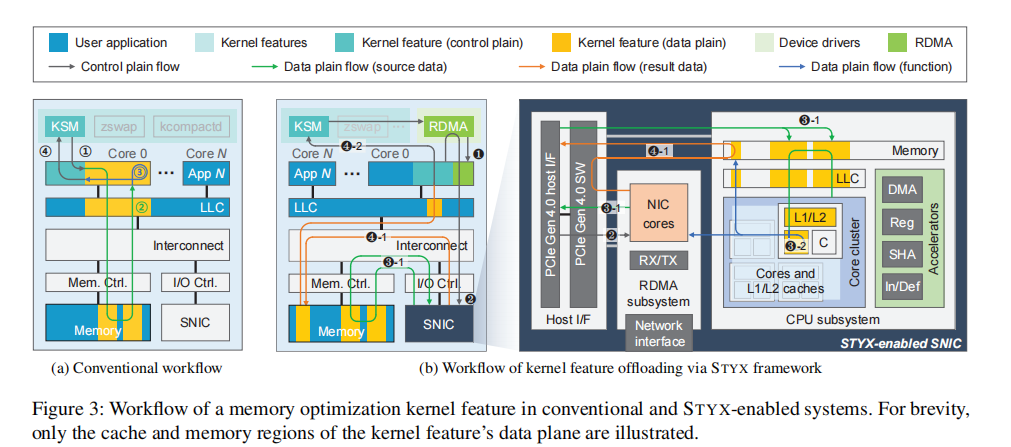 User application
Kernel features
Kernel feature (control plain)
Kernel feature (data plain)
Device drivers
RDMA
Control plain flow
Data plain flow (source data)
Data plain flow (result data)
Data plain flow (function)
KSM
zswap
kcompactd
④
①
Core 0
Core N
③
...
App N
②
LLC
Interconnect
Mem. Ctrl.
I/O Ctrl.
Memory
SNIC
(a) Conventional workflow
KSM
zswap
...
RDMA
❹-2
❶
Core N
Core 0
App N
...
LLC
❹-1
Interconnect
❸-1
Mem. Ctrl.
I/O Ctrl.
❷
Memory
SNIC
PCIe Gen 4.0 host I/F
PCIe Gen 4.0 SW
Host I/F
❸-1
❹-1
Memory
LLC
❸-1
❷
NIC
cores
RX/TX
RDMA
subsystem
Network
interface
L1/L2
❸-2
C
Cores and
L1/L2 caches
Core cluster
CPU subsystem
DMA
Reg
SHA
In/Def
Accelerators
STYX-enabled SNIC
(b) Workflow of kernel feature offloading via STYX framework
Figure 3: Workflow of a memory optimization kernel feature in conventional and STYX-enabled systems. For brevity,
only the cache and memory regions of the kernel feature's data plane are illustrated.